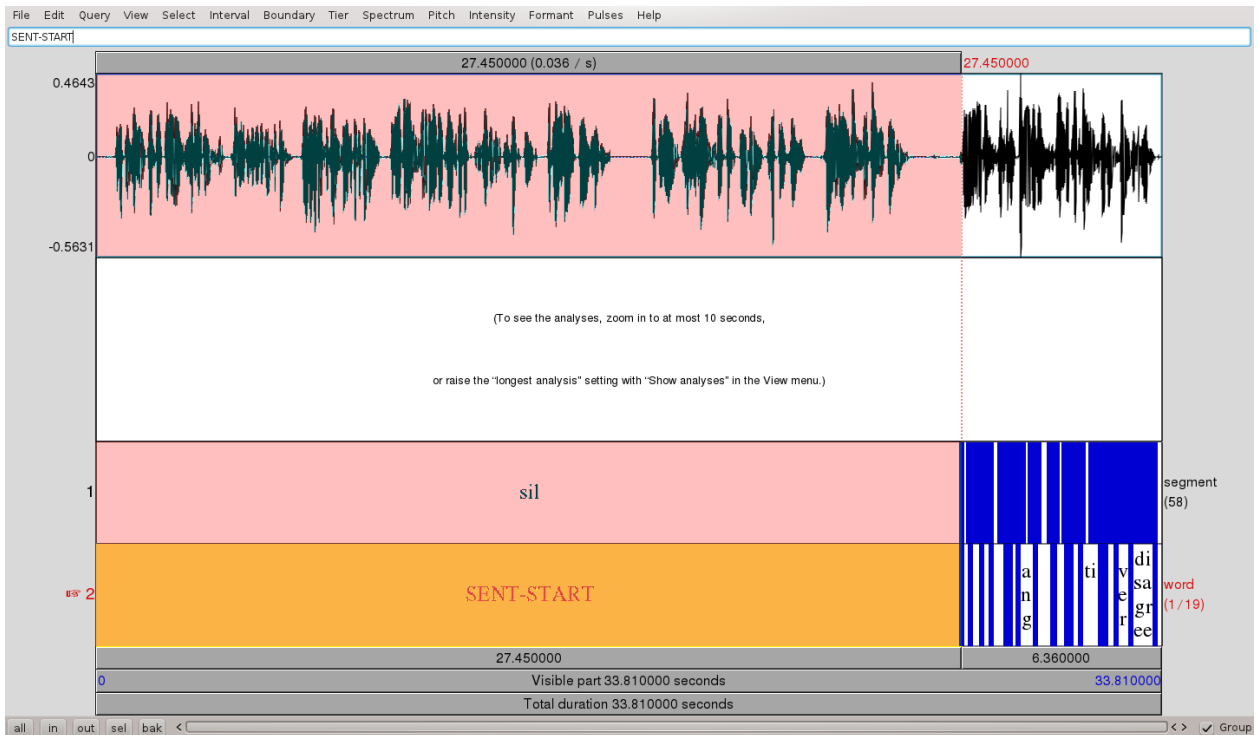 File Edit Query View Select Interval Boundary Tier Spectrum Pitch Intensity Formant Pulses Help
SENT-START
27.450000 (0.036 / s) 27.450000
0.4643
0
-0.5631
(To see the analyses, zoom in to at most 10 seconds,
or raise the "longest analysis" setting with "Show analyses" in the View menu.)
1 sil segment
(58)
☞ 2 SENT-START ang ti ver disagree word
(1/19)
27.450000 6.360000
0 Visible part 33.810000 seconds 33.810000
Total duration 33.810000 seconds
all in out sel bak < < > ✓ Group